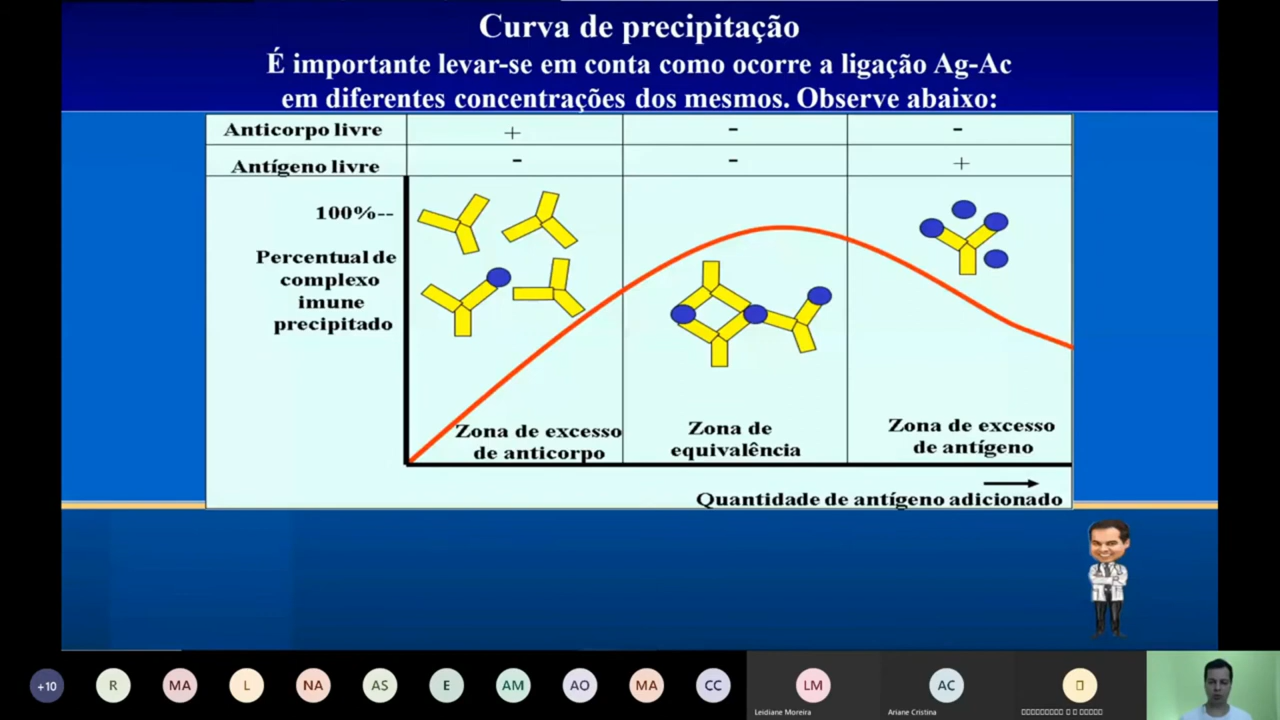 Curva de precipitação
É importante levar-se em conta como ocorre a ligação Ag-Ac
em diferentes concentrações dos mesmos. Observe abaixo:
Anticorpo livre + - -
Antígeno livre - - +
100%--
Percentual de
complexo
imune
precipitado
Zona de excesso
de anticorpo
Zona de
equivalência
Zona de excesso
de antígeno
Quantidade de antígeno adicionado
+10 R MA L NA AS E AM AO MA CC LM AC
Leidiane Moreira Ariane Cristina